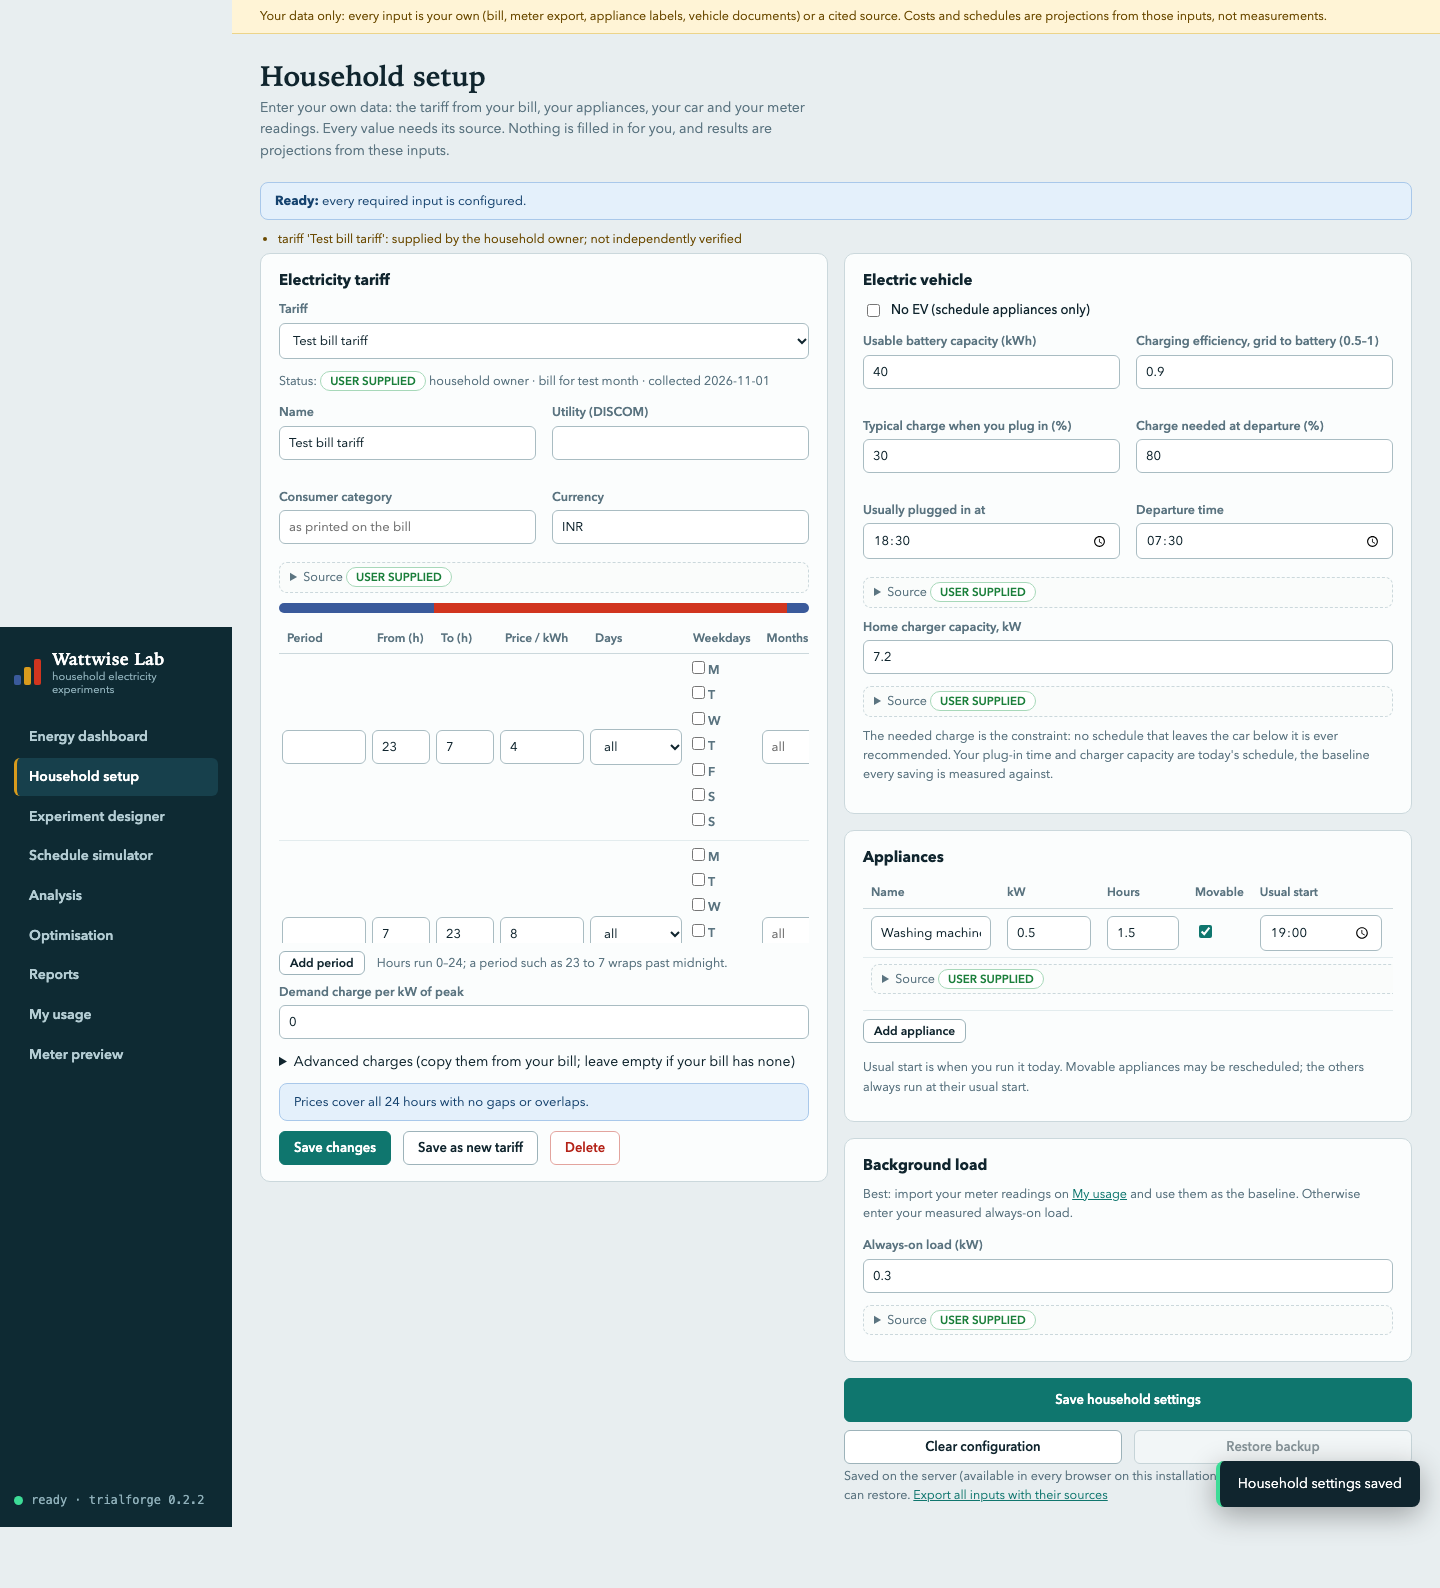 Your data only: every input is your own (bill, meter export, appliance labels, vehicle documents) or a cited source. Costs and schedules are projections from those inputs, not measurements.
Household setup
Enter your own data: the tariff from your bill, your appliances, your car and your meter
readings. Every value needs its source. Nothing is filled in for you, and results are
projections from these inputs.
Ready: every required input is configured.
• tariff 'Test bill tariff': supplied by the household owner; not independently verified
Wattwise Lab
household electricity
experiments
Energy dashboard
Household setup
Experiment designer
Schedule simulator
Analysis
Optimisation
Reports
My usage
Meter preview
ready · trialforge 0.2.2
Electricity tariff
Tariff
Test bill tariff
Status: USER SUPPLIED household owner · bill for test month · collected 2026-11-01
Name Utility (DISCOM)
Test bill tariff
Consumer category Currency
as printed on the bill INR
Source USER SUPPLIED
Period From (h) To (h) Price / kWh Days Weekdays Months
M
T
W
23 7 4 all T all
F
S
S
M
T
W
7 23 8 all T all
Add period Hours run 0–24; a period such as 23 to 7 wraps past midnight.
Demand charge per kW of peak
0
Advanced charges (copy them from your bill; leave empty if your bill has none)
Prices cover all 24 hours with no gaps or overlaps.
Save changes Save as new tariff Delete
Electric vehicle
No EV (schedule appliances only)
Usable battery capacity (kWh) Charging efficiency, grid to battery (0.5–1)
40 0.9
Typical charge when you plug in (%) Charge needed at departure (%)
30 80
Usually plugged in at Departure time
18:30 07:30
Source USER SUPPLIED
Home charger capacity, kW
7.2
Source USER SUPPLIED
The needed charge is the constraint: no schedule that leaves the car below it is ever
recommended. Your plug-in time and charger capacity are today's schedule, the baseline
every saving is measured against.
Appliances
Name kW Hours Movable Usual start
Washing machin 0.5 1.5 19:00
Source USER SUPPLIED
Add appliance
Usual start is when you run it today. Movable appliances may be rescheduled; the others
always run at their usual start.
Background load
Best: import your meter readings on My usage and use them as the baseline. Otherwise
enter your measured always-on load.
Always-on load (kW)
0.3
Source USER SUPPLIED
Save household settings
Clear configuration Restore backup
Saved on the server (available in every browser on this installation
can restore. Export all inputs with their sources
Household settings saved